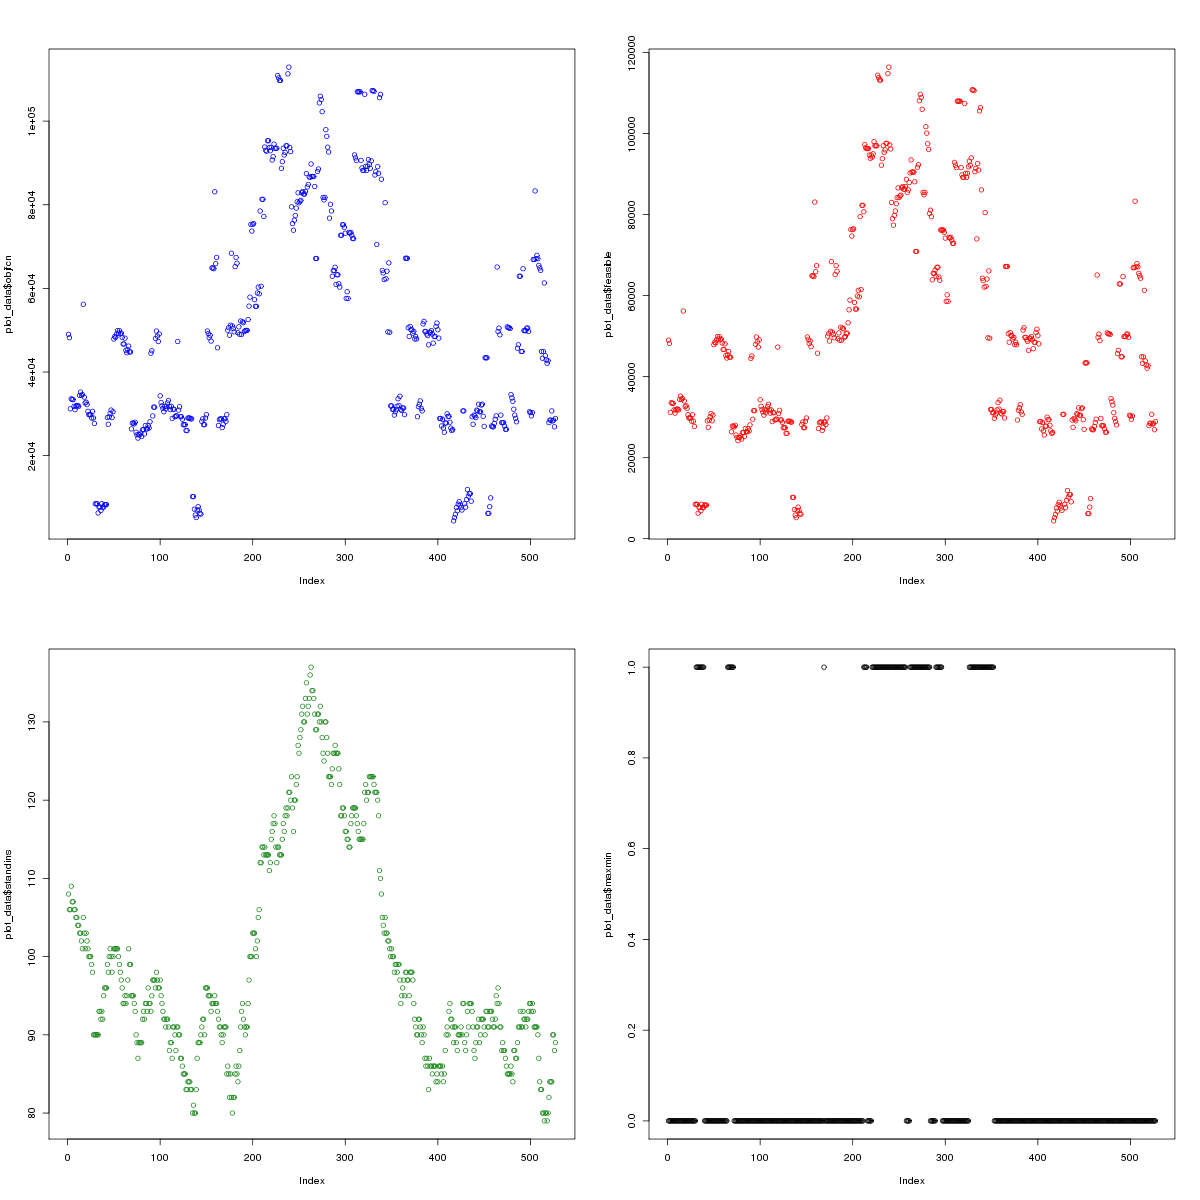 plot_data$objfcn
2e+04 4e+04 6e+04 8e+04 1e+05
0 100 200 300 400 500
Index
plot_data$feasible
0 20000 40000 60000 80000 100000 120000
0 100 200 300 400 500
Index
plot_data$standins
80 90 100 110 120 130
0 100 200 300 400 500
Index
plot_data$maxmin
0.0 0.2 0.4 0.6 0.8 1.0
0 100 200 300 400 500
Index